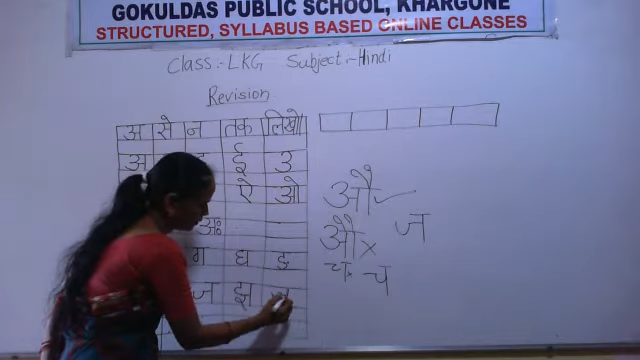 GOKULDAS PUBLIC SCHOOL, KHARGONE
STRUCTURED, SYLLABUS BASED ONLINE CLASSES
Class:- LKG Subject:- Hindi
Revision
अ से न तक लिखो
अ ई उ
ऐ ओ
अः -
ग घ ङ
ज झ
औ ✓
औ x
ज
च च